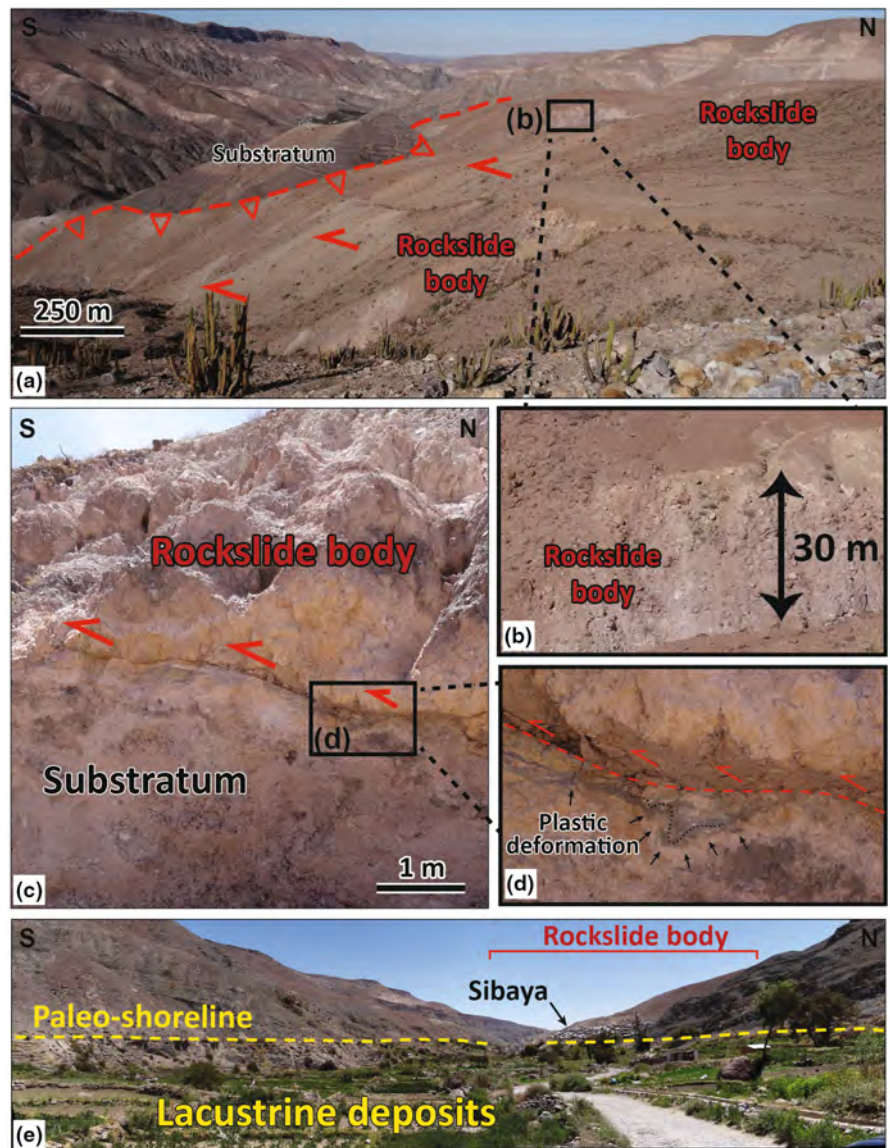 S
N
(b)
Rockslide
body
Substratum
Rockslide
body
250 m
(a)
S
N
Rockslide body
(d)
Substratum
1 m
(c)
30 m
Rockslide
body
(b)
Plastic
deformation
(d)
S
Rockslide body
N
Sibaya
Paleo-shoreline
Lacustrine deposits
(e)